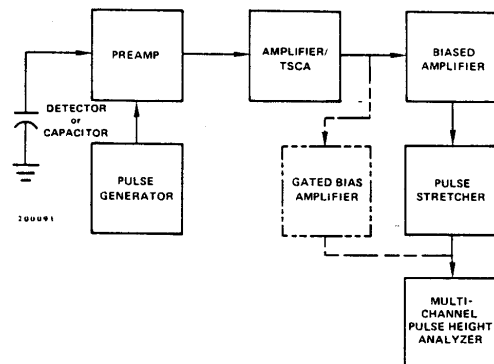 PREAMP
AMPLIFIER/
TSCA
BIASED
AMPLIFIER
DETECTOR
or
CAPACITOR
PULSE
GENERATOR
GATED BIAS
AMPLIFIER
PULSE
STRETCHER
200091
MULTI-
CHANNEL
PULSE HEIGHT
ANALYZER